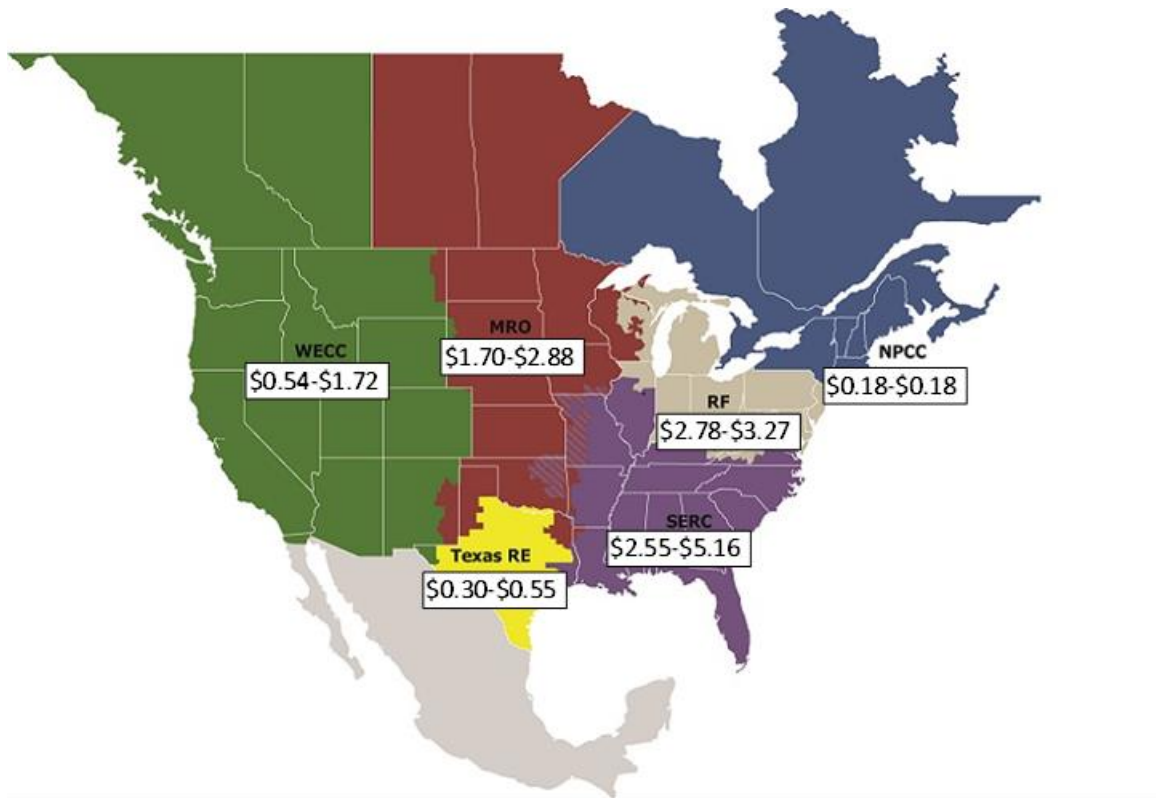 MRO
$1.70-$2.88
WECC
$0.54-$1.72
NPCC
$0.18-$0.18
RF
$2.78-$3.27
SERC
$2.55-$5.16
Texas RE
$0.30-$0.55